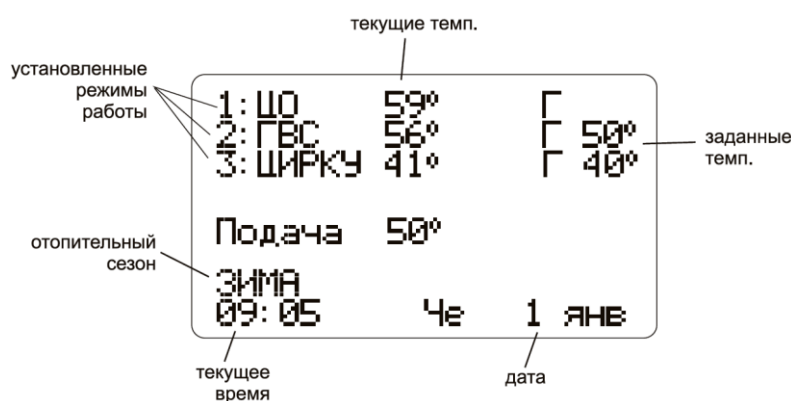 текущие темп.
установленные
режимы
работы
1:ЦО 59° Г
2:ГВС 56° Г 50°
3:ЦИРКУ 41° Г 40°
заданные
темп.
Подача 50°
отопительный
сезон
ЗИМА
09:05 Че 1 янв
текущее
время
дата